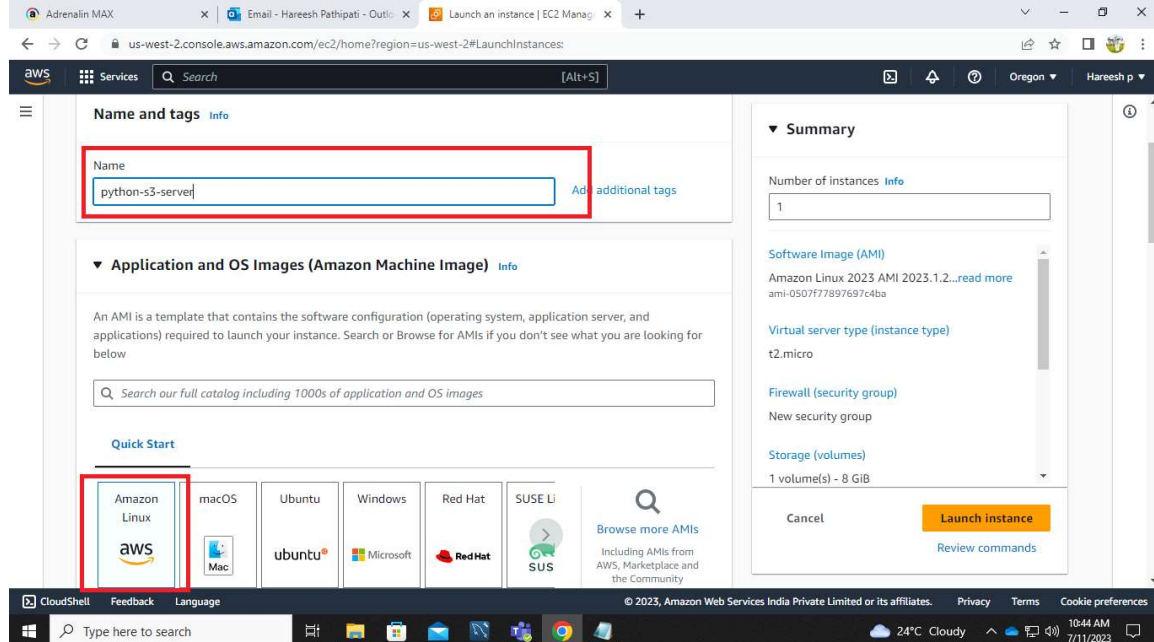 Adrenalin MAX
Email - Hareesh Pathipati - Outlo
Launch an instance | EC2 Manag
us-west-2.console.aws.amazon.com/ec2/home?region=us-west-2#LaunchInstances:
aws
Services
Search
[Alt+S]
Oregon
Hareesh p
Name and tags Info
Name
python-s3-server
Add additional tags
Application and OS Images (Amazon Machine Image) Info
An AMI is a template that contains the software configuration (operating system, application server, and
applications) required to launch your instance. Search or Browse for AMIs if you don't see what you are looking for
below
Search our full catalog including 1000s of application and OS images
Quick Start
Amazon
Linux
aws
macOS
Mac
Ubuntu
ubuntu
Windows
Microsoft
Red Hat
RedHat
SUSE Li
SUS
Browse more AMIs
Including AMIs from
AWS, Marketplace and
the Community
Summary
Number of instances Info
1
Software Image (AMI)
Amazon Linux 2023 AMI 2023.1.2...read more
ami-0507f77897697c4ba
Virtual server type (instance type)
t2.micro
Firewall (security group)
New security group
Storage (volumes)
1 volume(s) - 8 GiB
Cancel
Launch instance
Review commands
CloudShell
Feedback
Language
© 2023, Amazon Web Services India Private Limited or its affiliates.
Privacy
Terms
Cookie preferences
Type here to search
24°C Cloudy
10:44 AM
7/11/2023